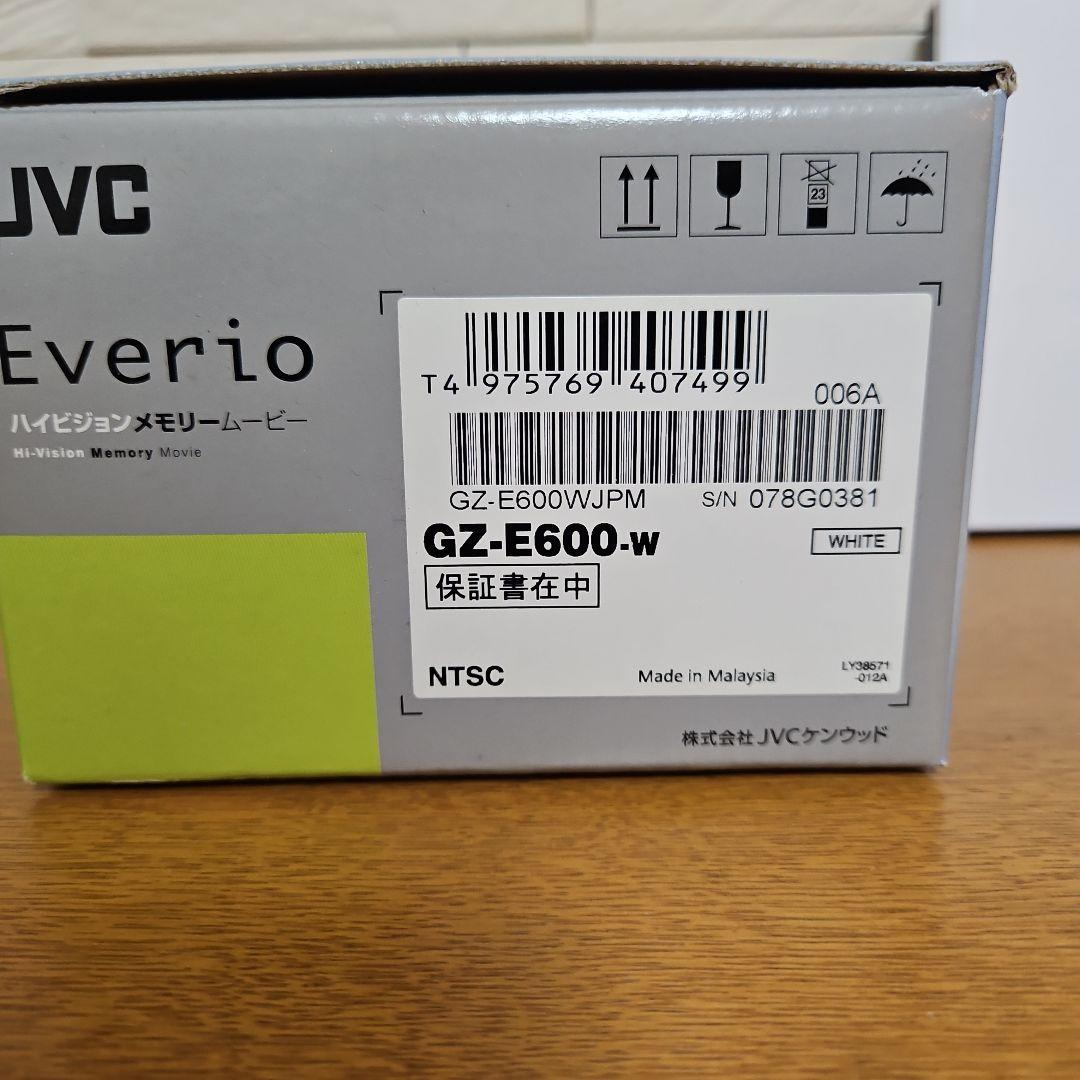 JVC
23
Everio
ハイビジョンメモリームービー
Hi-Vision Memory Movie
T4 975769 407499
006A
GZ-E600WJPM S/N 078G0381
GZ-E600-W WHITE
保証書在中
NTSC Made in Malaysia LY38571
-012A
株式会社JVCケンウッド